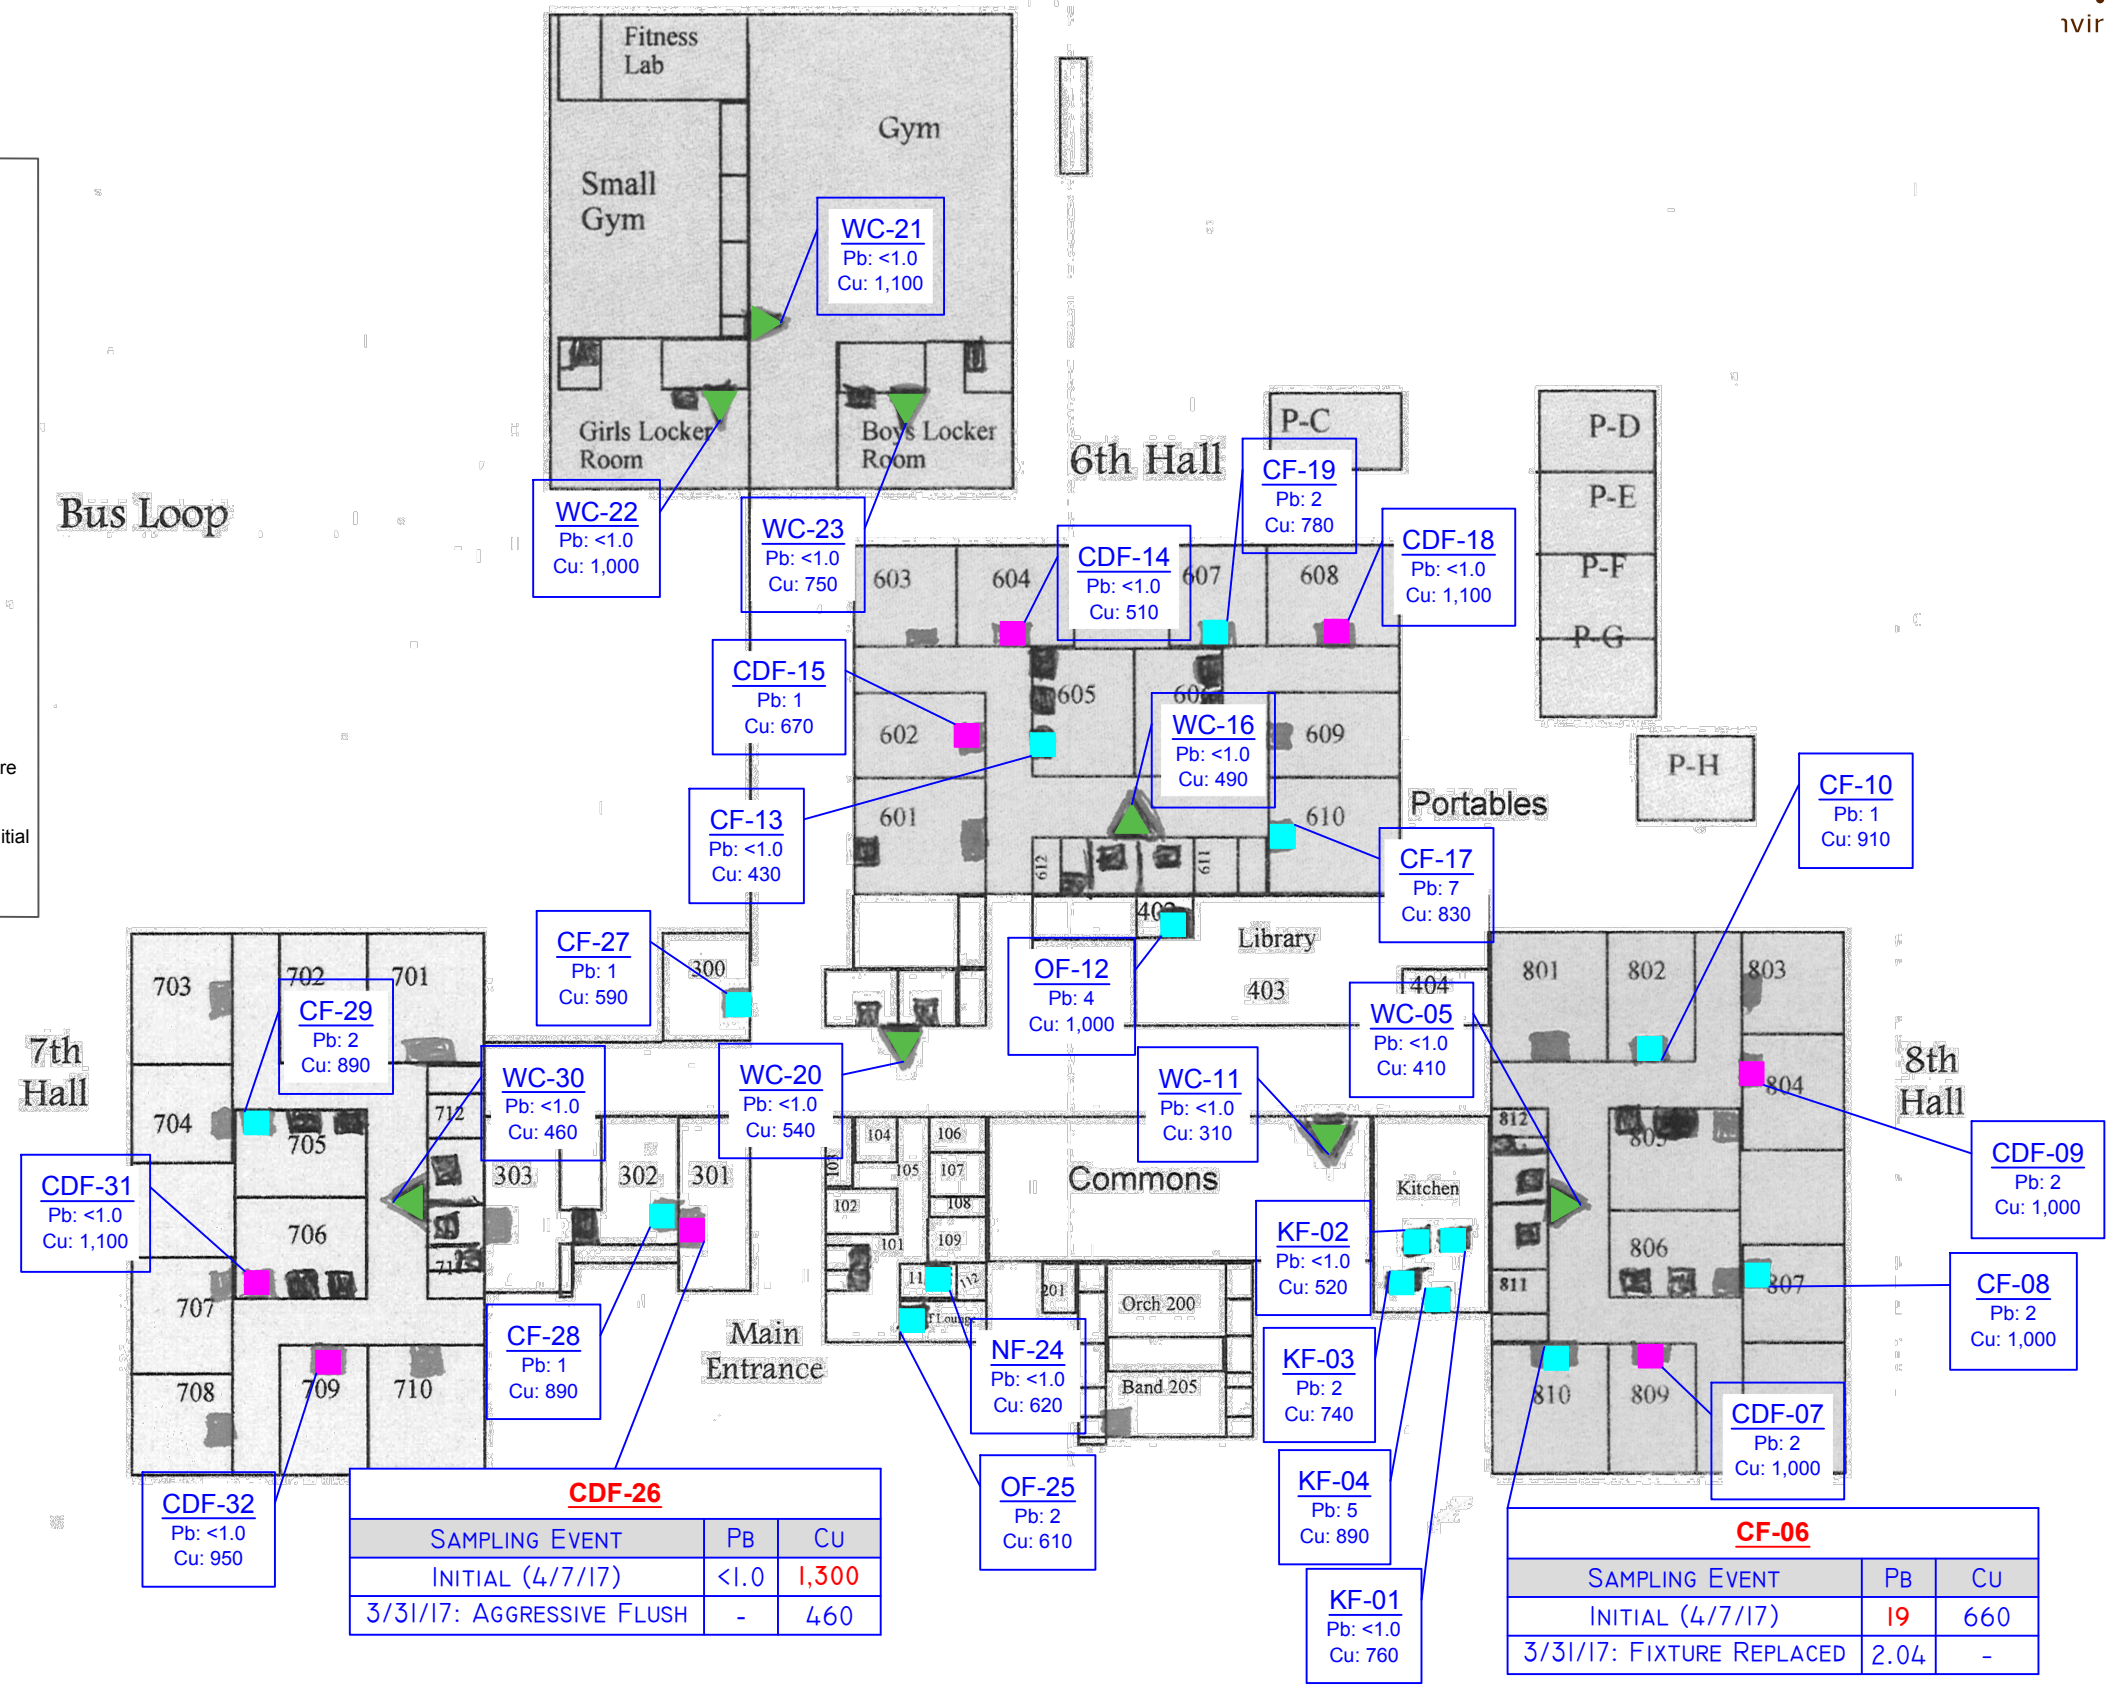 nvir
Fitness
Lab
Gym
Small
Gym
WC-21
Pb: <1.0
Cu: 1,100
Girls Locker
Room
Boys Locker
Room
6th Hall
P-C
P-D
P-E
P-F
P-G
P-H
Bus Loop
WC-22
Pb: <1.0
Cu: 1,000
WC-23
Pb: <1.0
Cu: 750
CF-19
Pb: 2
Cu: 780
CDF-14
Pb: <1.0
Cu: 510
CDF-18
Pb: <1.0
Cu: 1,100
603
604
607
608
CDF-15
Pb: 1
Cu: 670
602
605
609
WC-16
Pb: <1.0
Cu: 490
re
itial
CF-13
Pb: <1.0
Cu: 430
601
610
612
611
Portables
CF-17
Pb: 7
Cu: 830
CF-10
Pb: 1
Cu: 910
CF-27
Pb: 1
Cu: 590
300
OF-12
Pb: 4
Cu: 1,000
Library
403
404
WC-05
Pb: <1.0
Cu: 410
801
802
803
703
702
701
CF-29
Pb: 2
Cu: 890
7th
Hall
8th
Hall
WC-30
Pb: <1.0
Cu: 460
WC-20
Pb: <1.0
Cu: 540
WC-11
Pb: <1.0
Cu: 310
804
704
705
712
812
805
CDF-09
Pb: 2
Cu: 1,000
CDF-31
Pb: <1.0
Cu: 1,100
706
303
302
301
103
104
105
106
107
108
102
101
109
Commons
Kitchen
KF-02
Pb: <1.0
Cu: 520
806
811
807
CF-08
Pb: 2
Cu: 1,000
707
CF-28
Pb: 1
Cu: 890
Main
Entrance
112
201
Orch 200
Band 205
NF-24
Pb: <1.0
Cu: 620
KF-03
Pb: 2
Cu: 740
708
709
710
810
809
CDF-07
Pb: 2
Cu: 1,000
CDF-32
Pb: <1.0
Cu: 950
OF-25
Pb: 2
Cu: 610
KF-04
Pb: 5
Cu: 890
KF-01
Pb: <1.0
Cu: 760
CDF-26
SAMPLING EVENT PB CU
INITIAL (4/7/17) <1.0 1,300
3/31/17: AGGRESSIVE FLUSH - 460
CF-06
SAMPLING EVENT PB CU
INITIAL (4/7/17) 19 660
3/31/17: FIXTURE REPLACED 2.04 -